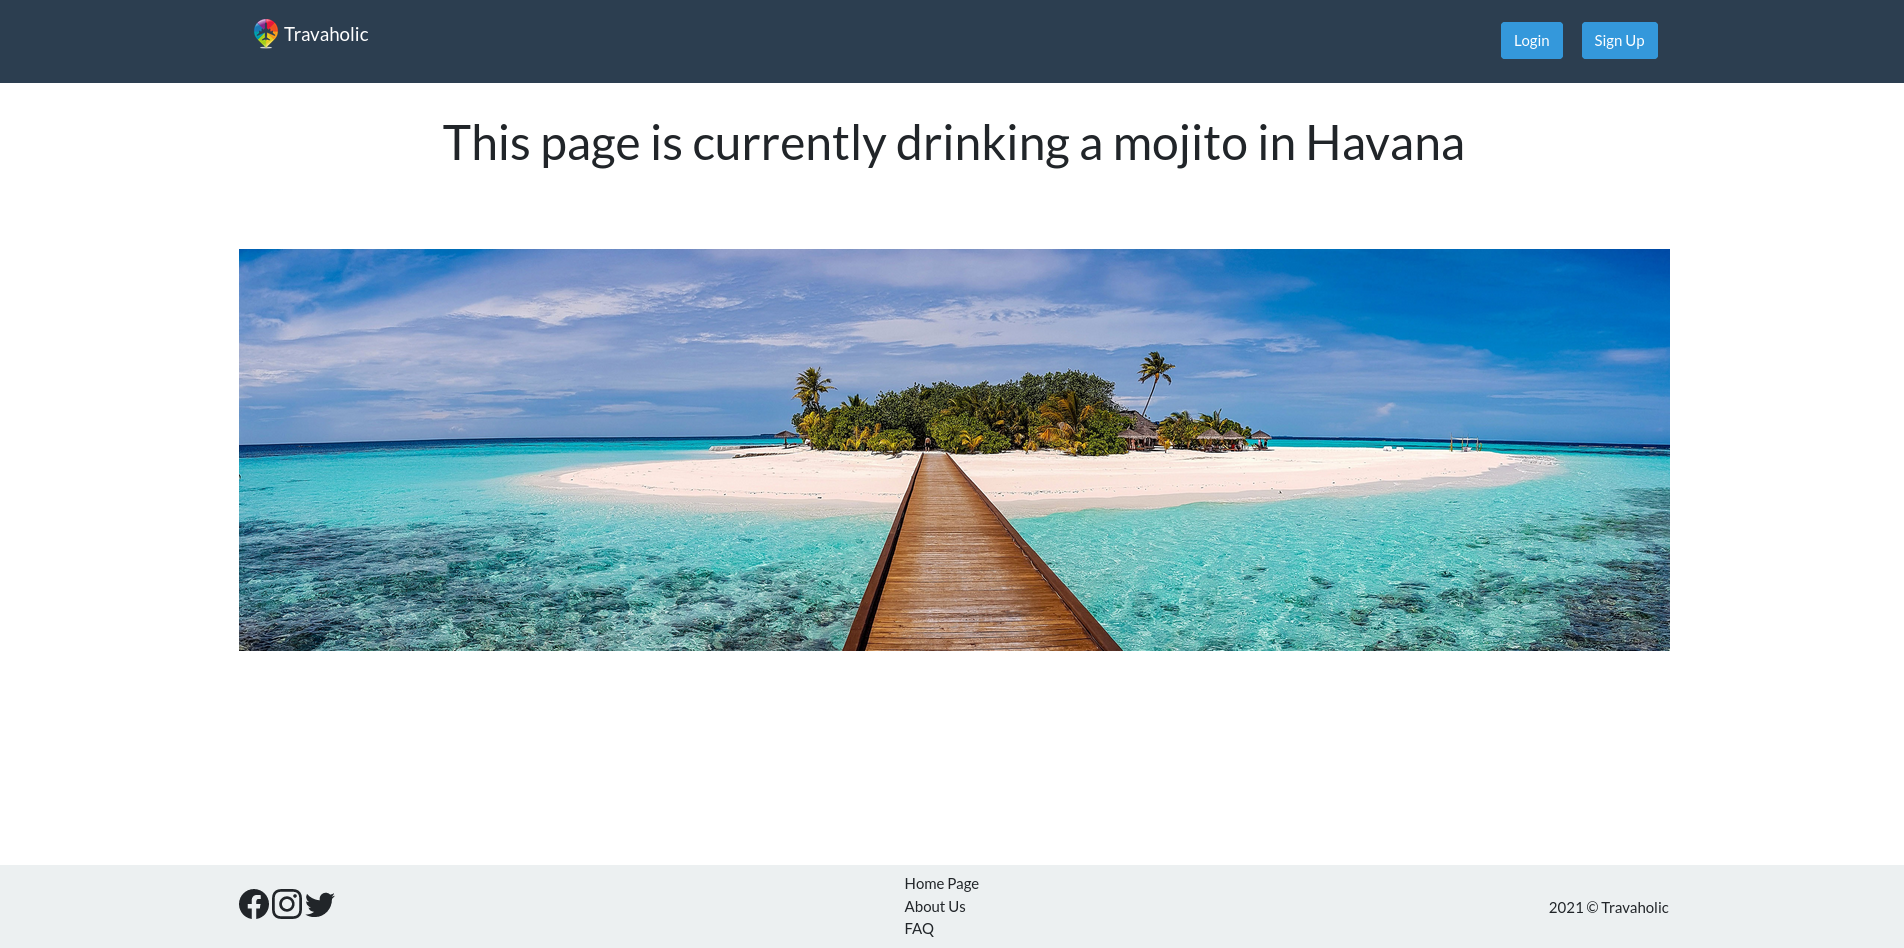 Travaholic
Login
Sign Up
This page is currently drinking a mojito in Havana
Home Page
About Us
FAQ
2021 © Travaholic